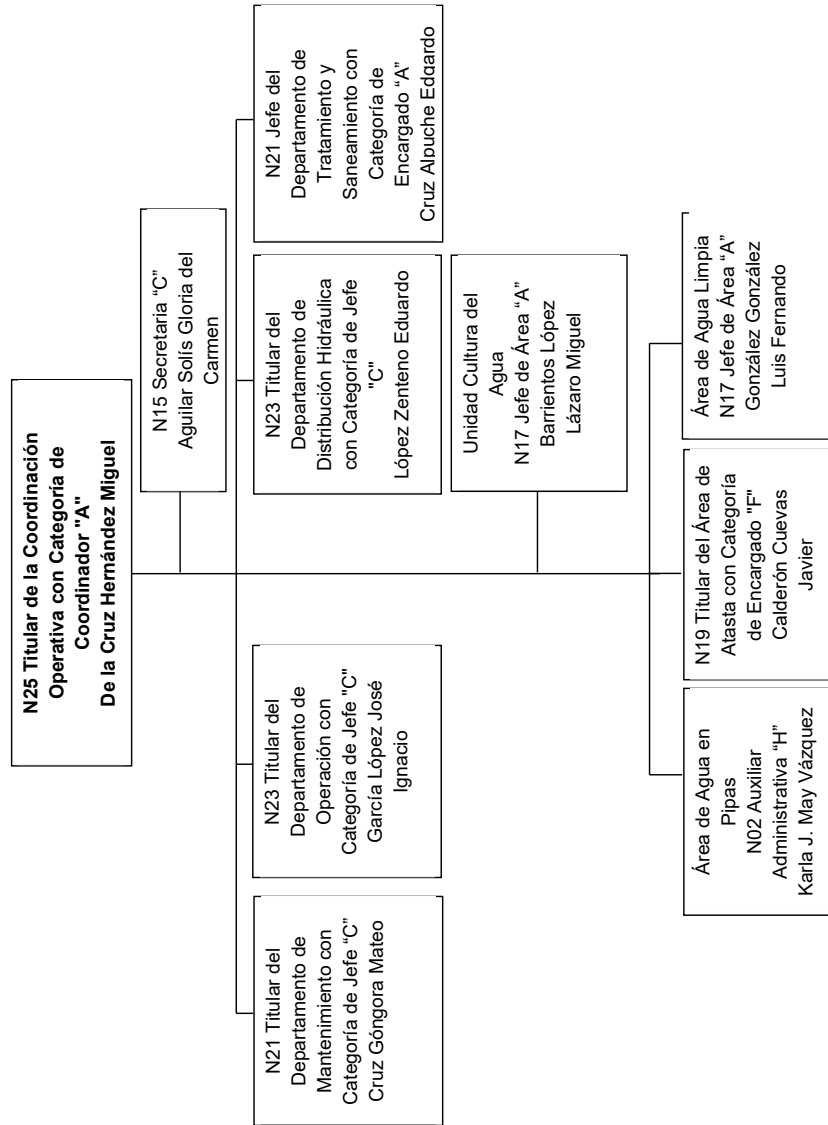 N25 Titular de la Coordinación
Operativa con Categoría de
Coordinador "A"
De la Cruz Hernández Miguel
N15 Secretaria “C”
Aguilar Solís Gloria del
Carmen
N21 Titular del
Departamento de
Mantenimiento con
Categoría de Jefe “C”
Cruz Góngora Mateo
N23 Titular del
Departamento de
Operación con
Categoría de Jefe "C"
García López José
Ignacio
N23 Titular del
Departamento de
Distribución Hidráulica
con Categoría de Jefe
"C"
López Zenteno Eduardo
N21 Jefe del
Departamento de
Tratamiento y
Saneamiento con
Categoría de
Encargado “A”
Cruz Alpuche Edgardo
Unidad Cultura del
Agua
N17 Jefe de Área “A”
Barrientos López
Lázaro Miguel
Área de Agua en
Pipas
N02 Auxiliar
Administrativa “H”
Karla J. May Vázquez
N19 Titular del Área de
Atasta con Categoría
de Encargado "F"
Calderón Cuevas
Javier
Área de Agua Limpia
N17 Jefe de Área “A”
González González
Luis Fernando